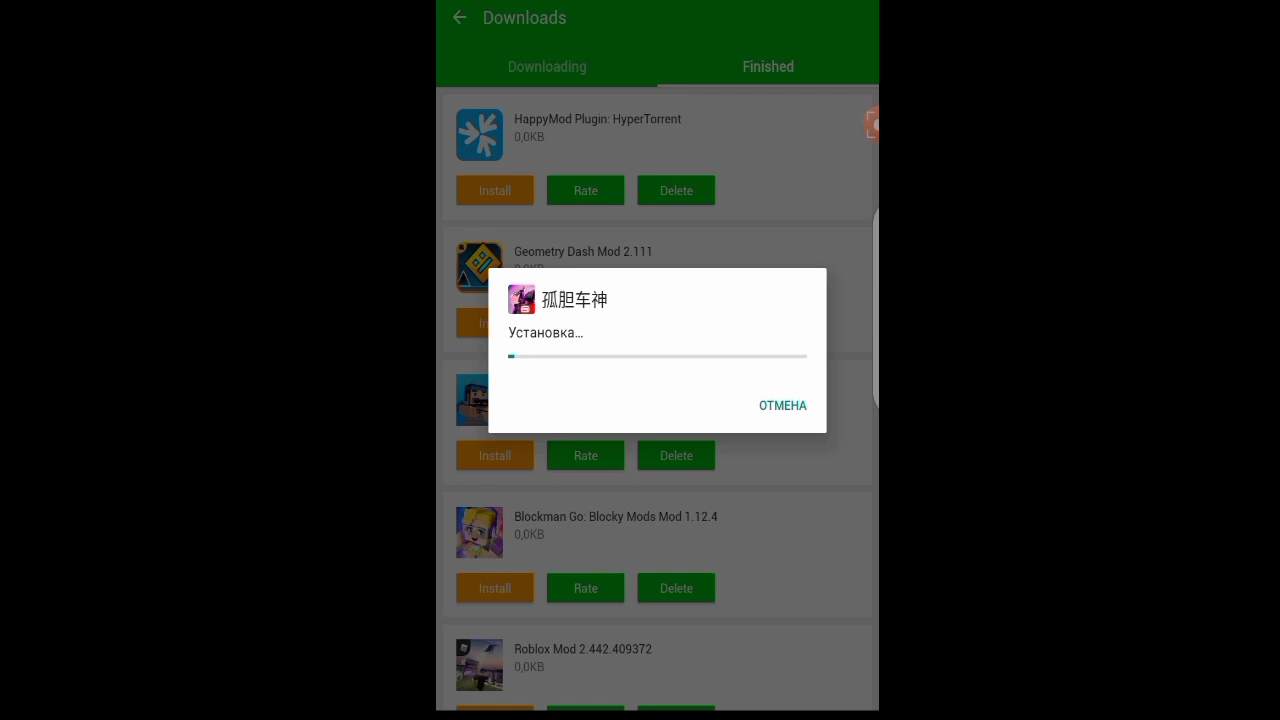 Downloads
Downloading
Finished
HappyMod Plugin: HyperTorrent
0,0KB
Install
Rate
Delete
Geometry Dash Mod 2.111
孤胆车神
Установка...
ОТМЕНА
Install
Rate
Delete
Blockman Go: Blocky Mods Mod 1.12.4
0,0KB
Install
Rate
Delete
Roblox Mod 2.442.409372
0,0KB